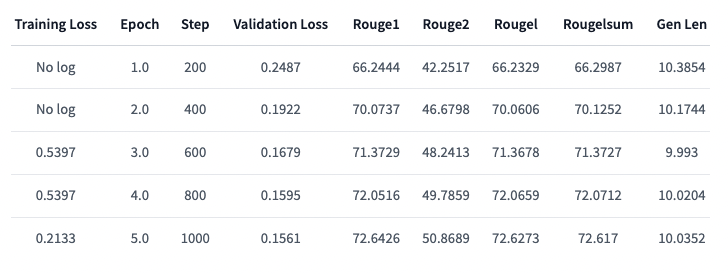 Training Loss Epoch Step Validation Loss Rouge1 Rouge2 Rougel Rougelsum Gen Len
No log 1.0 200 0.2487 66.2444 42.2517 66.2329 66.2987 10.3854
No log 2.0 400 0.1922 70.0737 46.6798 70.0606 70.1252 10.1744
0.5397 3.0 600 0.1679 71.3729 48.2413 71.3678 71.3727 9.993
0.5397 4.0 800 0.1595 72.0516 49.7859 72.0659 72.0712 10.0204
0.2133 5.0 1000 0.1561 72.6426 50.8689 72.6273 72.617 10.0352